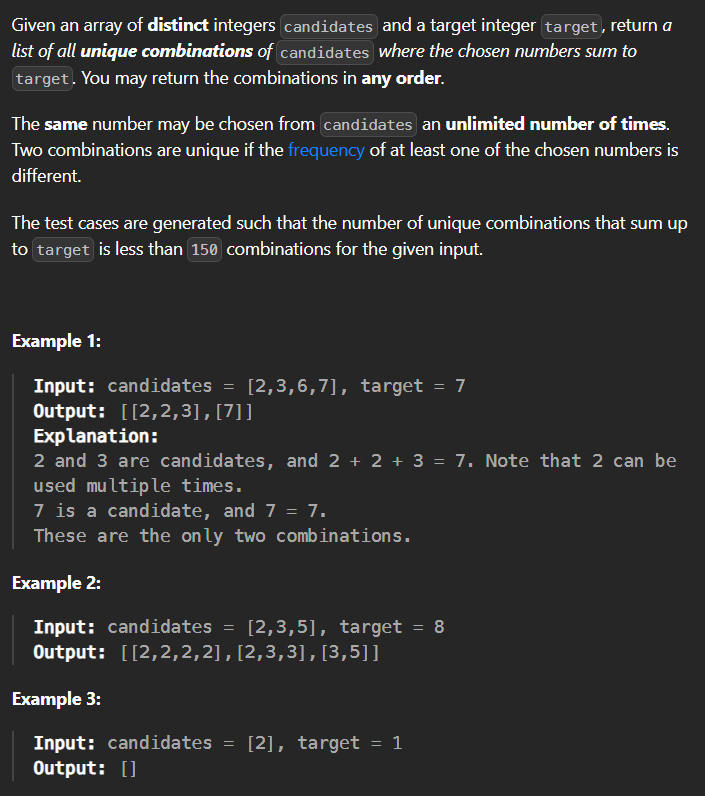 Given an array of distinct integers candidates and a target integer target, return a
list of all unique combinations of candidates where the chosen numbers sum to
target. You may return the combinations in any order.
The same number may be chosen from candidates an unlimited number of times.
Two combinations are unique if the frequency of at least one of the chosen numbers is
different.
The test cases are generated such that the number of unique combinations that sum up
to target is less than 150 combinations for the given input.
Example 1:
Input: candidates = [2,3,6,7], target = 7
Output: [[2,2,3],[7]]
Explanation:
2 and 3 are candidates, and 2 + 2 + 3 = 7. Note that 2 can be
used multiple times.
7 is a candidate, and 7 = 7.
These are the only two combinations.
Example 2:
Input: candidates = [2,3,5], target = 8
Output: [[2,2,2,2],[2,3,3],[3,5]]
Example 3:
Input: candidates = [2], target = 1
Output: []